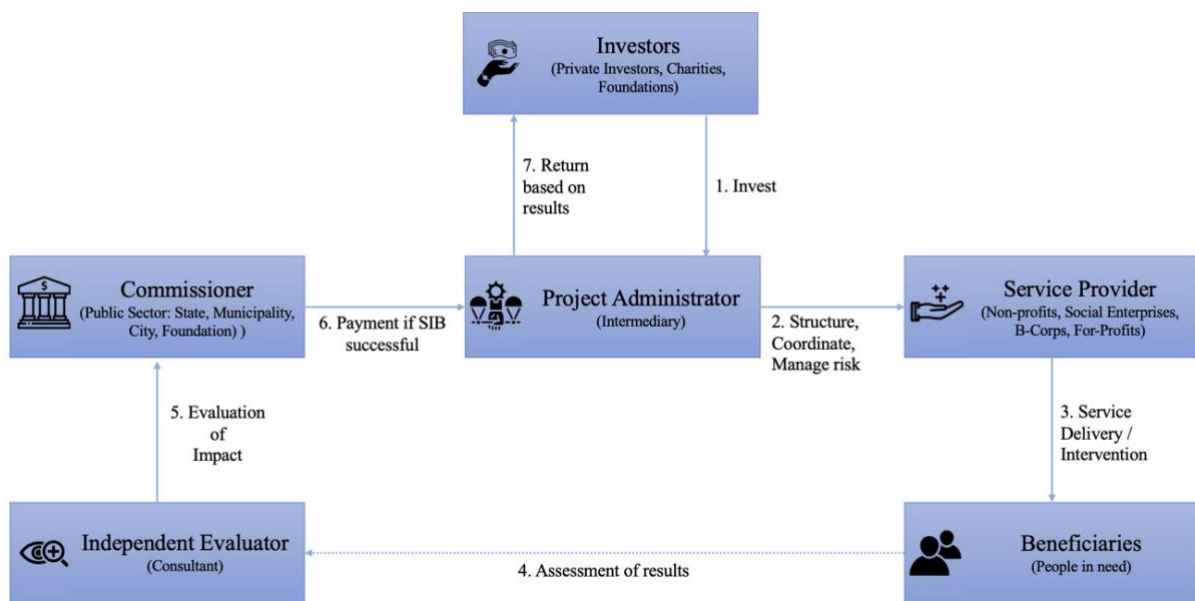 Investors
(Private Investors, Charities,
Foundations)
7. Return
based on
results
1. Invest
Commissioner
(Public Sector: State, Municipality,
City, Foundation) )
6. Payment if SIB
successful
Project Administrator
(Intermediary)
2. Structure,
Coordinate,
Manage risk
Service Provider
(Non-profits, Social Enterprises,
B-Corps, For-Profits)
5. Evaluation
of
Impact
3. Service
Delivery /
Intervention
Independent Evaluator
(Consultant)
4. Assessment of results
Beneficiaries
(People in need)